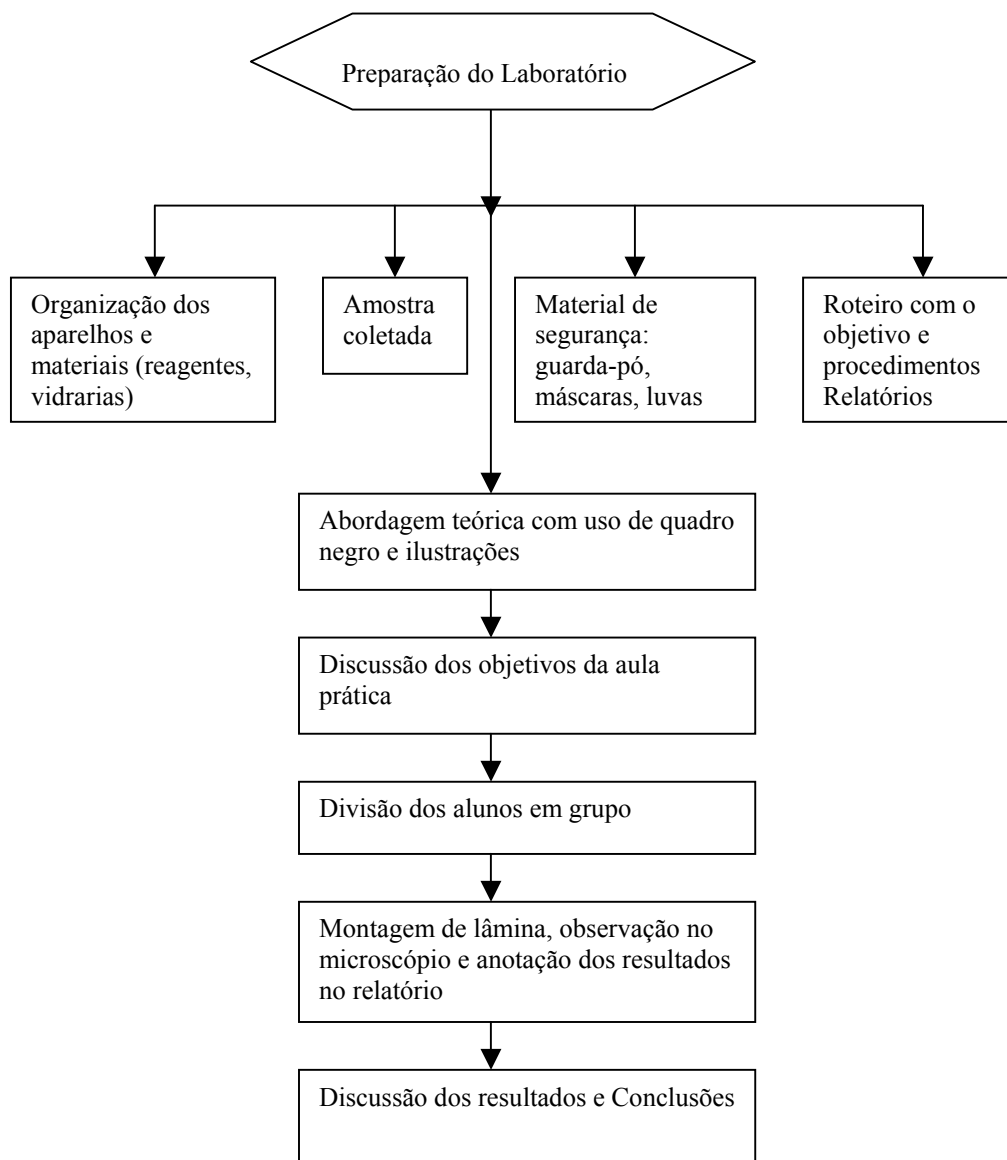 Preparação do Laboratório
Organização dos
aparelhos e
materiais (reagentes,
vidrarias)
Amostra
coletada
Material de
segurança:
guarda-pó,
máscaras, luvas
Roteiro com o
objetivo e
procedimentos
Relatórios
Abordagem teórica com uso de quadro
negro e ilustrações
Discussão dos objetivos da aula
prática
Divisão dos alunos em grupo
Montagem de lâmina, observação no
microscópio e anotação dos resultados
no relatório
Discussão dos resultados e Conclusões